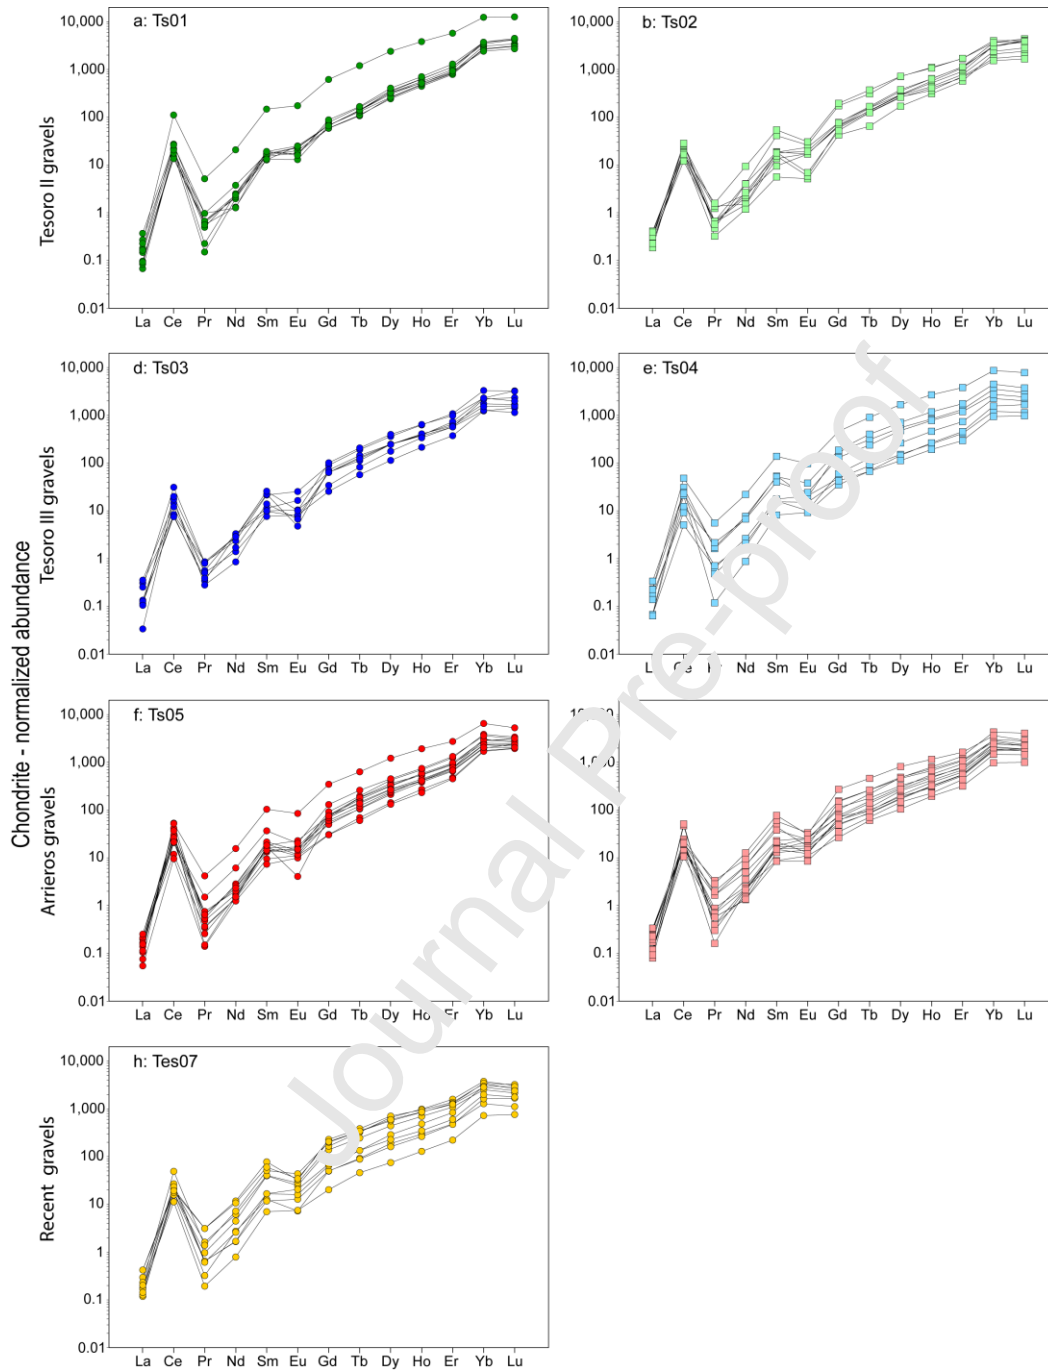 Chondrite - normalized abundance
Tesoro II gravels
a: Ts01
10,000
1,000
100
10
1
0.1
0.01
La Ce Pr Nd Sm Eu Gd Tb Dy Ho Er Yb Lu
b: Ts02
10,000
1,000
100
10
1
0.1
0.01
La Ce Pr Nd Sm Eu Gd Tb Dy Ho Er Yb Lu
Tesoro III gravels
d: Ts03
10,000
1,000
100
10
1
0.1
0.01
La Ce Pr Nd Sm Eu Gd Tb Dy Ho Er Yb Lu
e: Ts04
10,000
1,000
100
10
1
0.1
0.01
Ce Pr Nd Sm Eu Gd Tb Dy Ho Er Yb Lu
Arrieros gravels
f: Ts05
10,000
1,000
100
10
1
0.1
0.01
La Ce Pr Nd Sm Eu Gd Tb Dy Ho Er Yb Lu
1,000
100
10
1
0.1
0.01
La Ce Pr Nd Sm Eu Gd Tb Dy Ho Er Yb Lu
Recent gravels
h: Tes07
10,000
1,000
100
10
1
0.1
0.01
La Ce Pr Nd Sm Eu Gd Tb Dy Ho Er Yb Lu
Journal Pre-proof